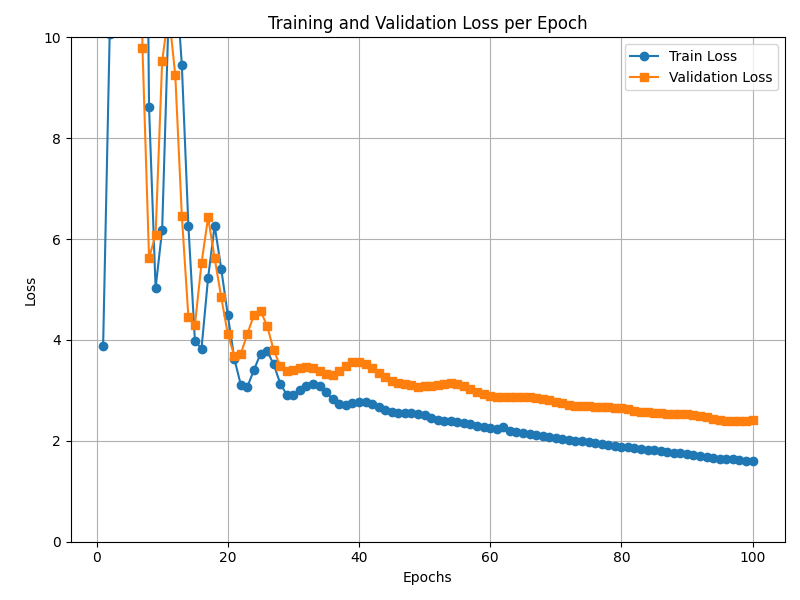 Training and Validation Loss per Epoch
Train Loss
Validation Loss
Loss
10
8
6
4
2
0
0 20 40 60 80 100
Epochs